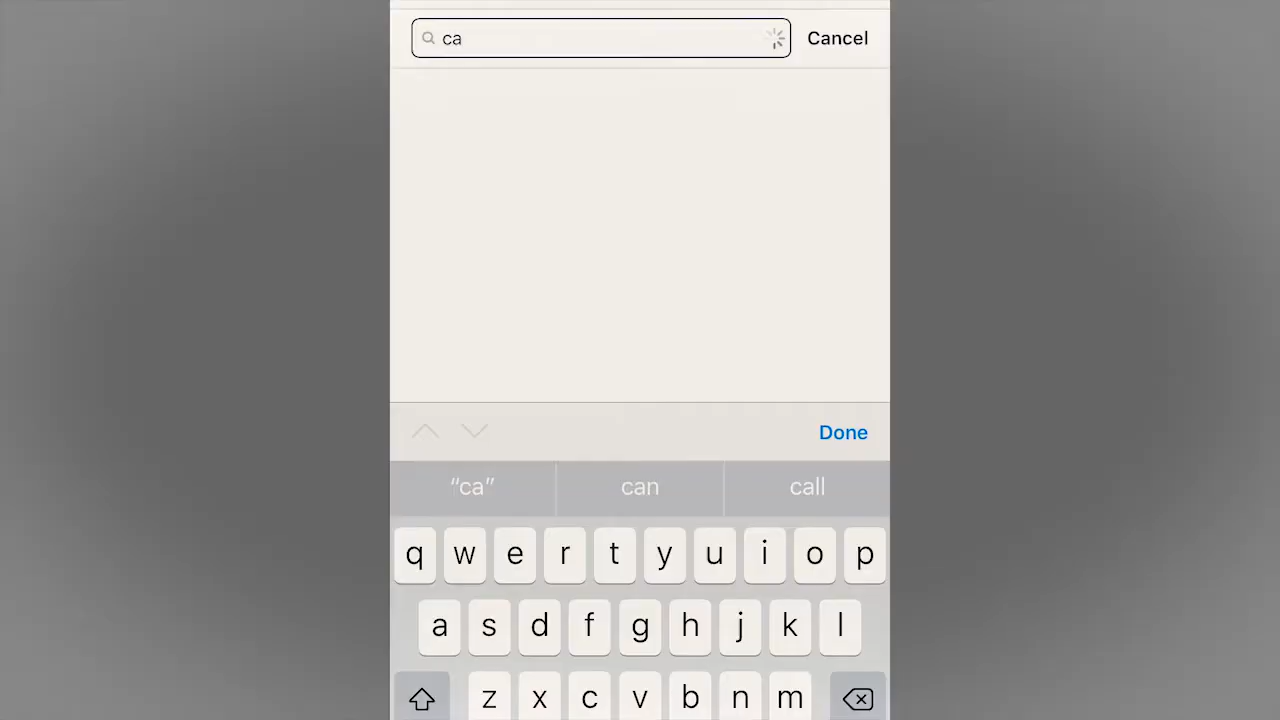 ca Cancel
Done
“ca” can call
q w e r t y u i o p
a s d f g h j k l
z x c v b n m